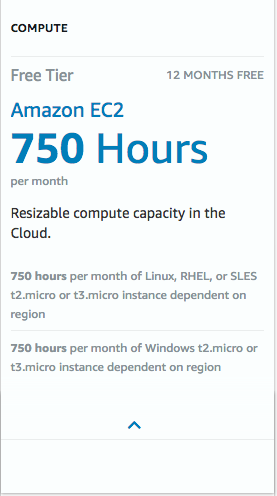 COMPUTE
Free Tier
12 MONTHS FREE
Amazon EC2
750 Hours
per month
Resizable compute capacity in the
Cloud.
750 hours per month of Linux, RHEL, or SLES
t2.micro or t3.micro instance dependent on
region
750 hours per month of Windows t2.micro or
t3.micro instance dependent on region